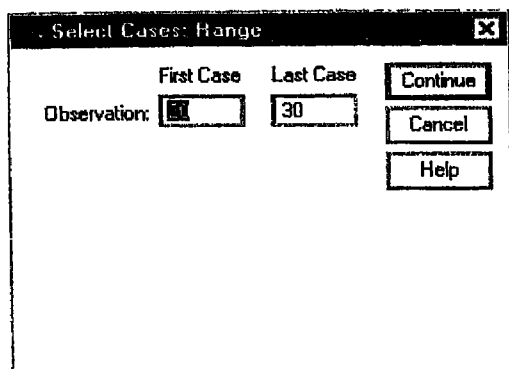 Select Cases: Range
First Case Last Case Continue
Observation: 30
Cancel
Help